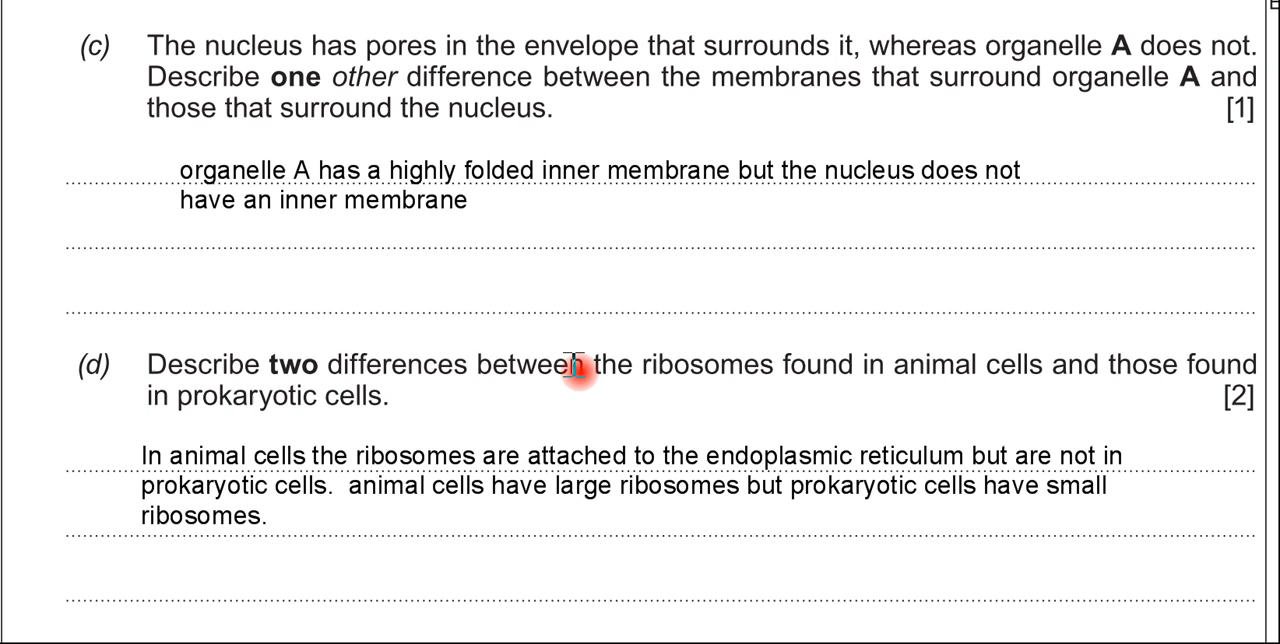 (c) The nucleus has pores in the envelope that surrounds it, whereas organelle A does not.
Describe one other difference between the membranes that surround organelle A and
those that surround the nucleus. [1]
organelle A has a highly folded inner membrane but the nucleus does not
have an inner membrane
(d) Describe two differences between the ribosomes found in animal cells and those found
in prokaryotic cells. [2]
In animal cells the ribosomes are attached to the endoplasmic reticulum but are not in
prokaryotic cells. animal cells have large ribosomes but prokaryotic cells have small
ribosomes.